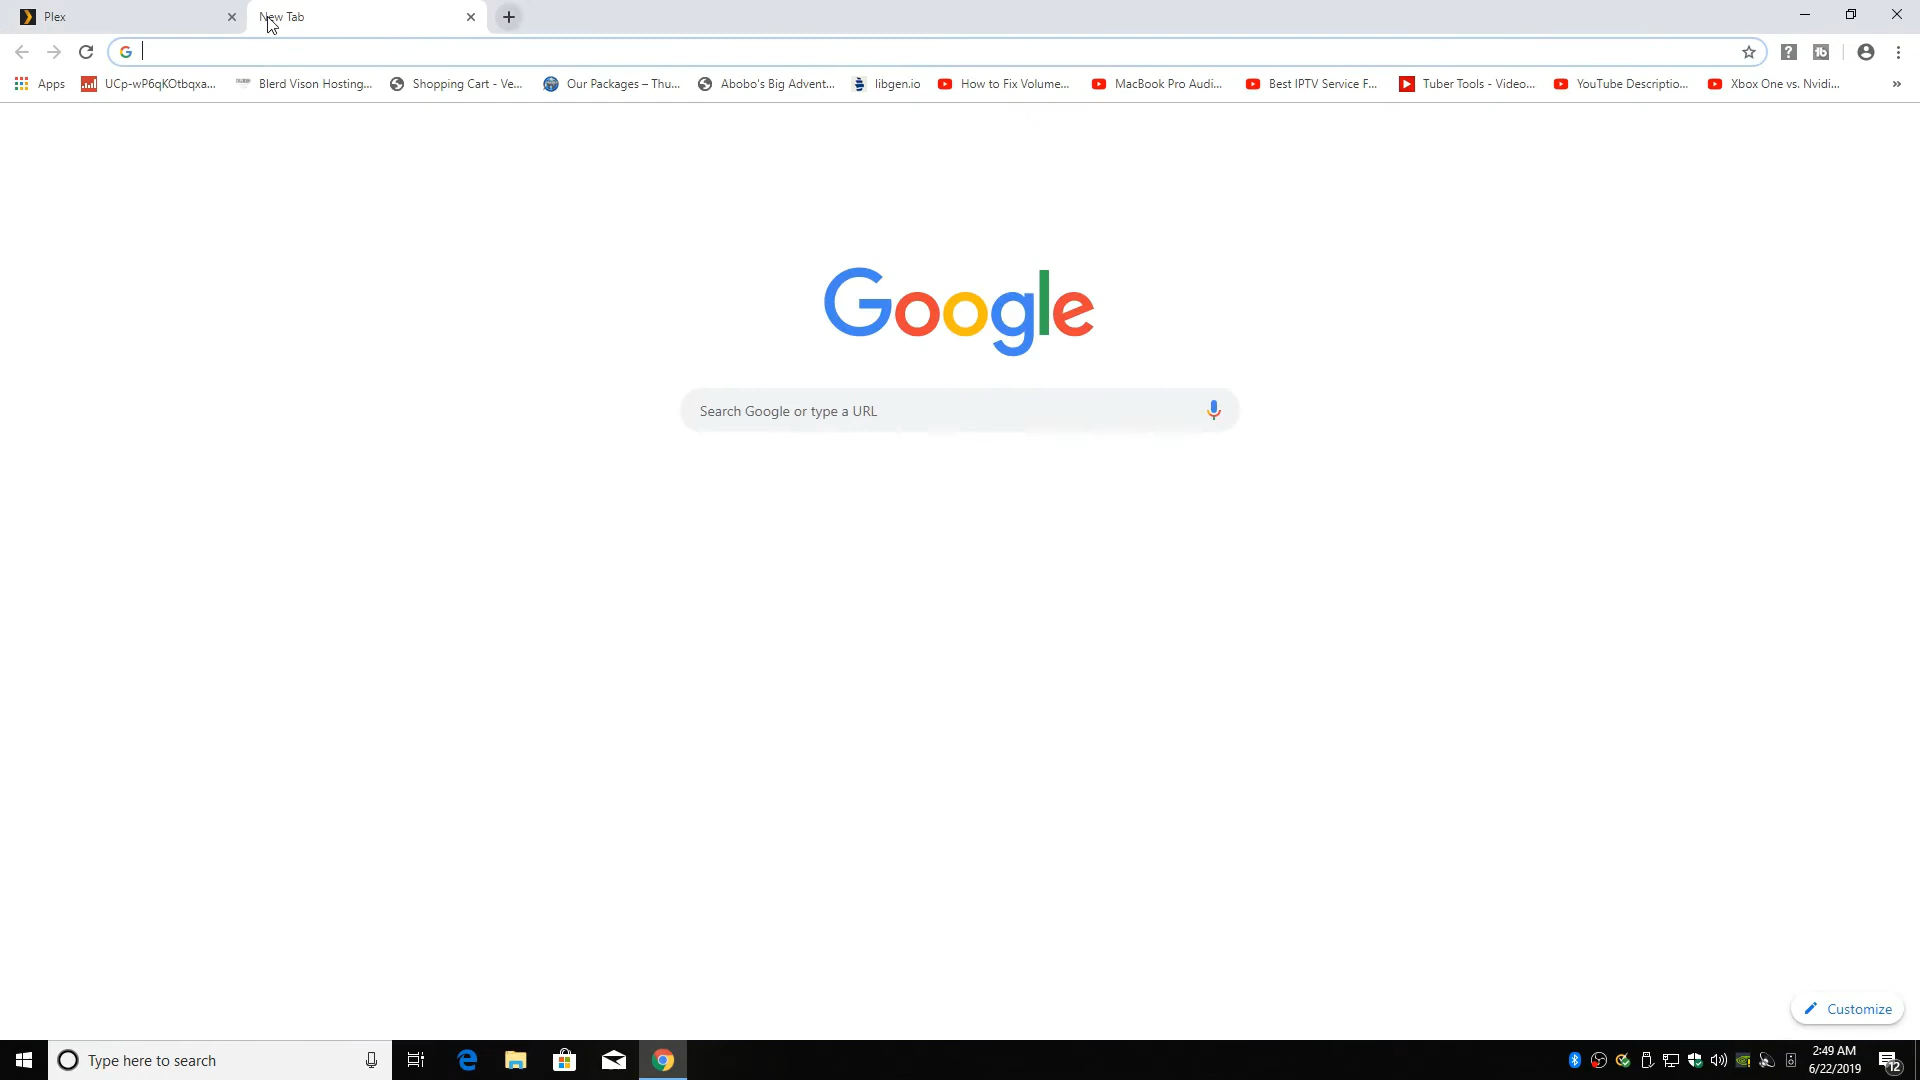 Plex
New Tab
Apps
UCp-wP6qKOtbqxa...
Blerd Vison Hosting...
Shopping Cart - Ve...
Our Packages – Thu...
Abobo's Big Advent...
libgen.io
How to Fix Volume...
MacBook Pro Audi...
Best IPTV Service F...
Tuber Tools - Video...
YouTube Descriptio...
Xbox One vs. Nvidi...
»
Google
Search Google or type a URL
Customize
Type here to search
2:49 AM
6/22/2019
12